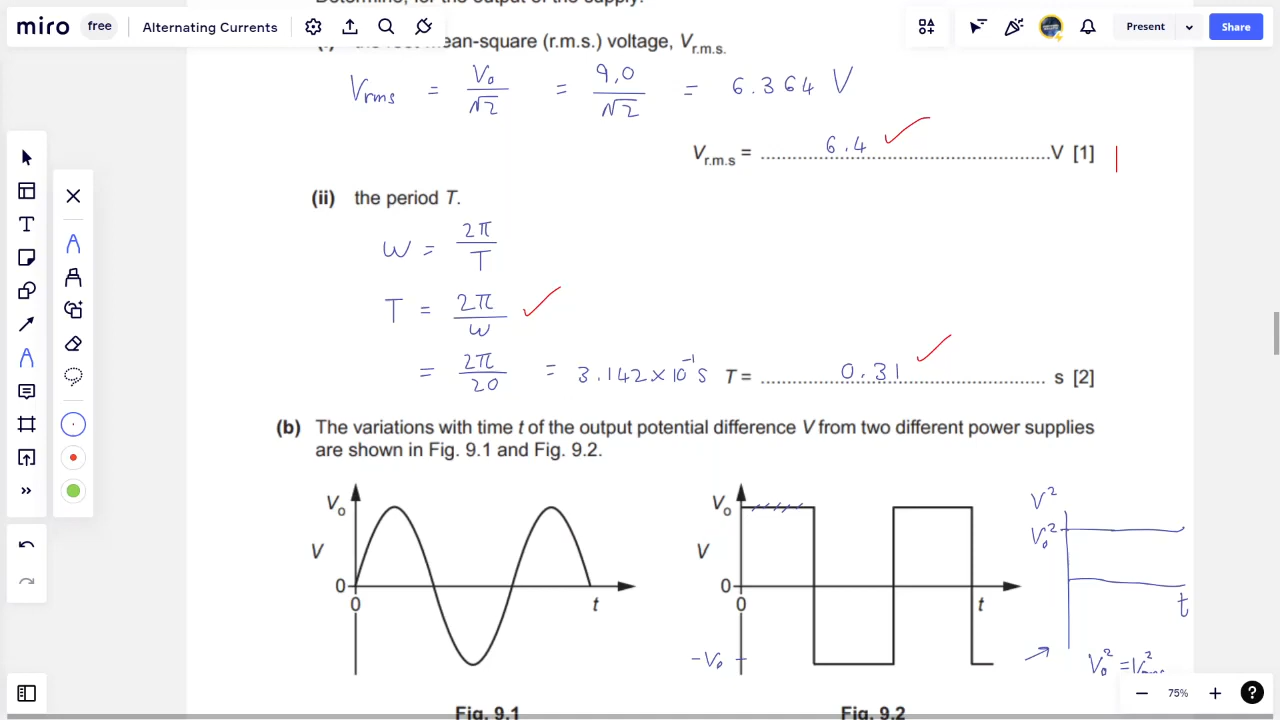 miro free Alternating Currents Present Share
mean-square (r.m.s.) voltage, Vr.m.s.
Vrms = V₀/√2 = 9.0/√2 = 6.364 V
Vr.m.s = 6.4 V [1]
(ii) the period T.
ω = 2π/T
T = 2π/ω
= 2π/20 = 3.142×10⁻¹ s T = 0.31 s [2]
(b) The variations with time t of the output potential difference V from two different power supplies
are shown in Fig. 9.1 and Fig. 9.2.
V₀ V 0 0 t
V₀ V 0 0 t -V₀
V² V₀² t
V₀² = V²rms
Fig. 9.1 Fig. 9.2
75%